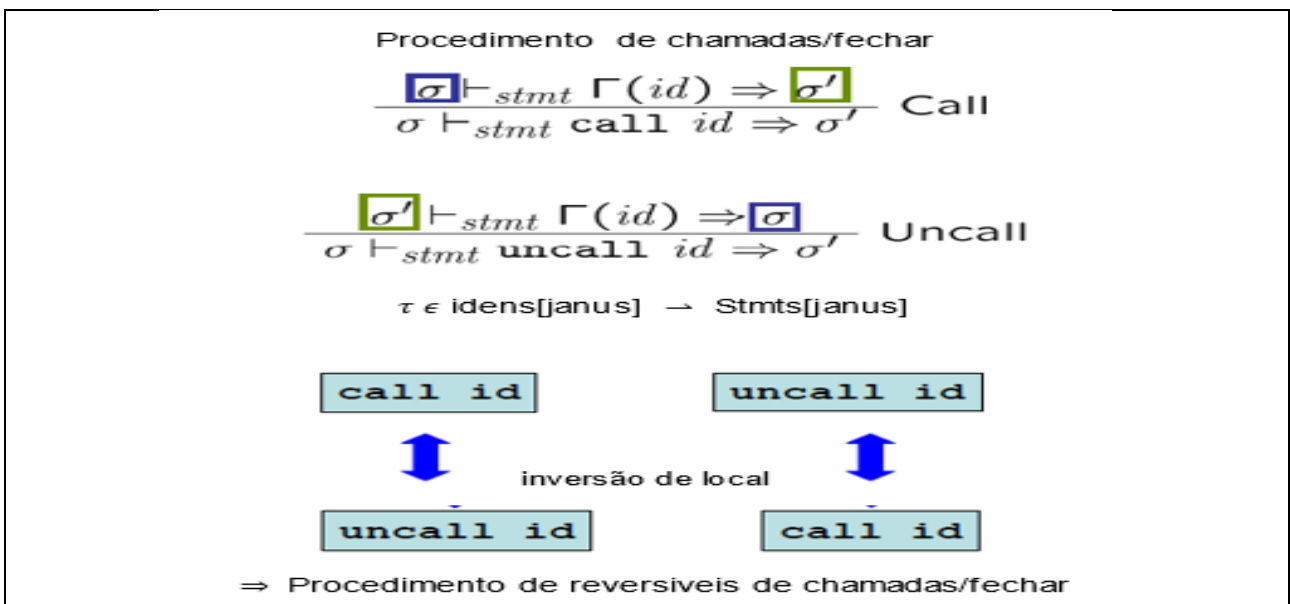 Procedimento de chamadas/fechar
σ ⊢stmt Γ(id) ⇒ σ′
Call
σ ⊢stmt call id ⇒ σ′
σ′ ⊢stmt Γ(id) ⇒ σ
Uncall
σ ⊢stmt uncall id ⇒ σ′
τ ϵ idens[janus] ⇀ Stmts[janus]
call id uncall id
inversão de local
uncall id call id
⇒ Procedimento de reversiveis de chamadas/fechar